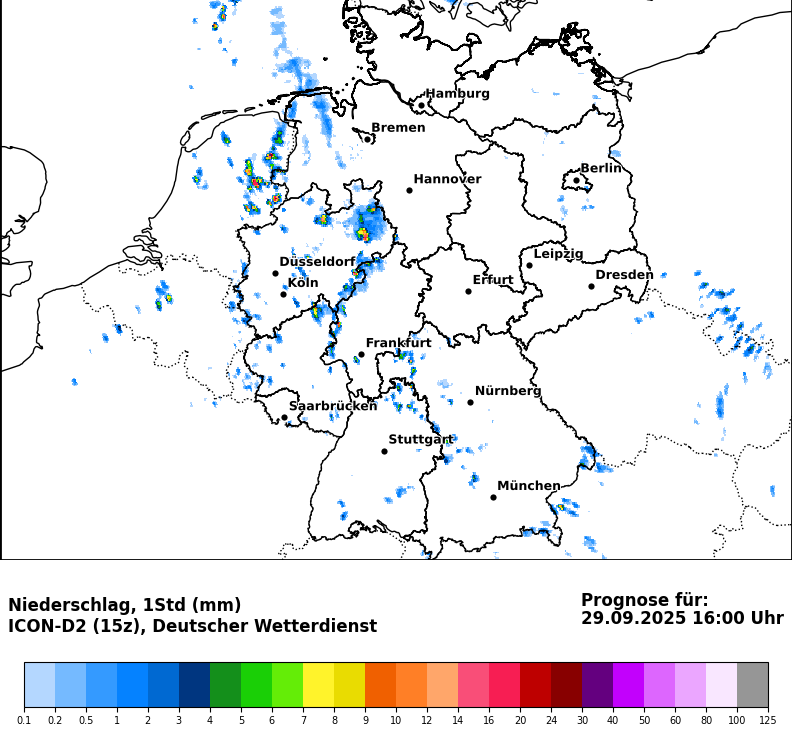 Hamburg
Bremen
Berlin
Hannover
Düsseldorf
Köln
Leipzig
Dresden
Erfurt
Frankfurt
Nürnberg
Saarbrücken
Stuttgart
München
Niederschlag, 1Std (mm)
ICON-D2 (15z), Deutscher Wetterdienst
Prognose für:
29.09.2025 16:00 Uhr
0.1 0.2 0.5 1 2 3 4 5 6 7 8 9 10 12 14 16 20 24 30 40 50 60 80 100 125